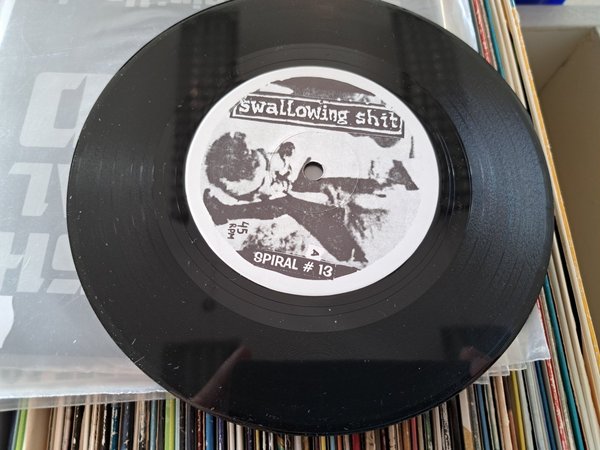 swallowing shit
45
RPM
A
SPIRAL # 13